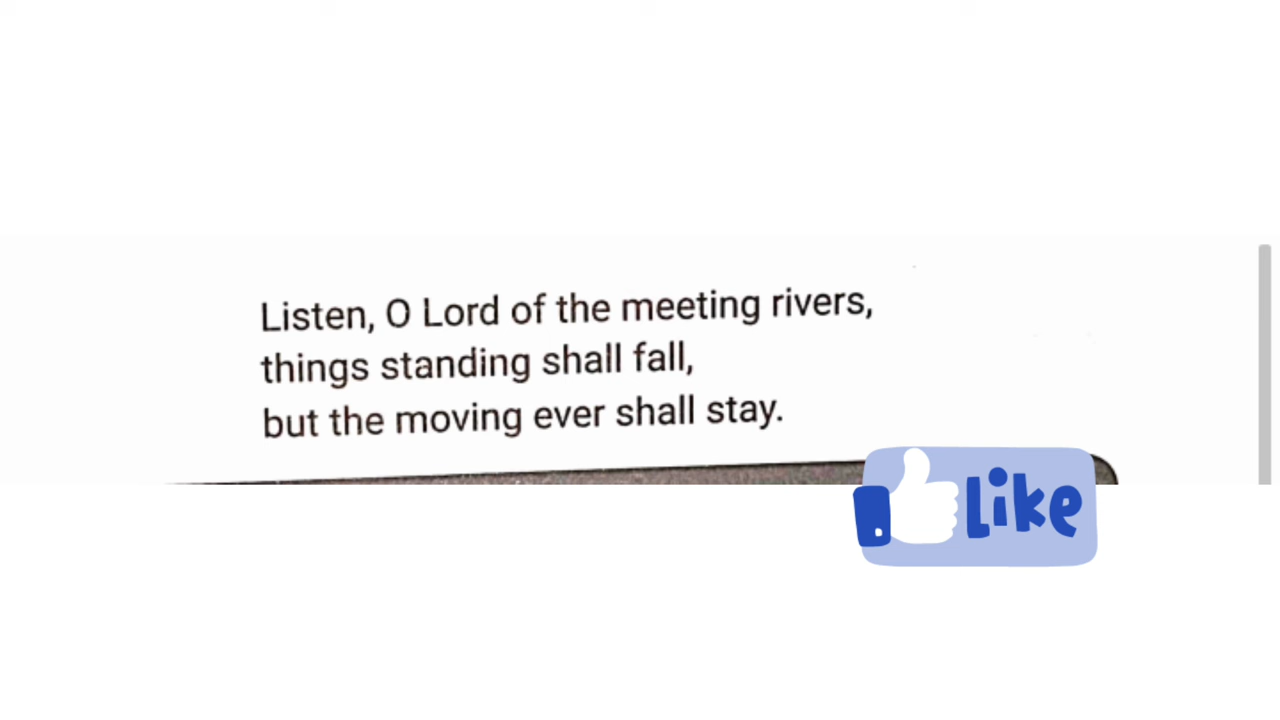 Listen, O Lord of the meeting rivers,
things standing shall fall,
but the moving ever shall stay.
Like